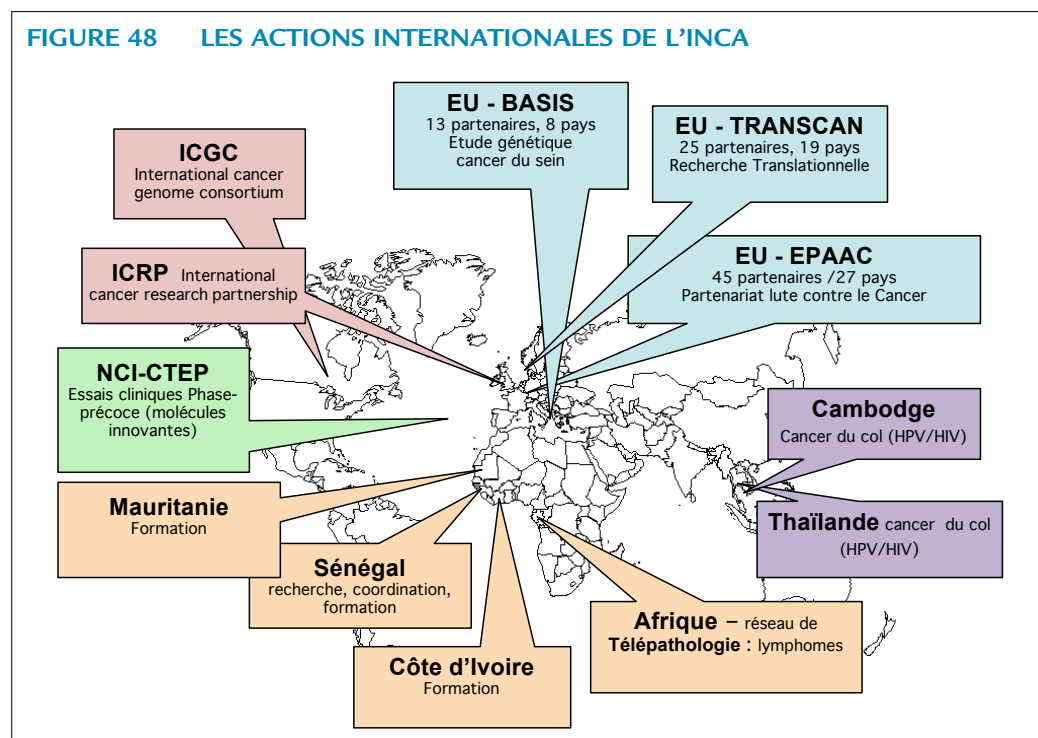 FIGURE 48 LES ACTIONS INTERNATIONALES DE L'INCA
EU - BASIS
13 partenaires, 8 pays
Etude génétique
cancer du sein
EU - TRANSCAN
25 partenaires, 19 pays
Recherche Translationnelle
ICGC
International cancer
genome consortium
EU - EPAAC
45 partenaires /27 pays
Partenariat lute contre le Cancer
ICRP International
cancer research partnership
NCI-CTEP
Essais cliniques Phase-
précoce (molécules
innovantes)
Cambodge
Cancer du col (HPV/HIV)
Mauritanie
Formation
Thaïlande cancer du col
(HPV/HIV)
Sénégal
recherche, coordination,
formation
Afrique – réseau de
Télépathologie : lymphomes
Côte d'Ivoire
Formation